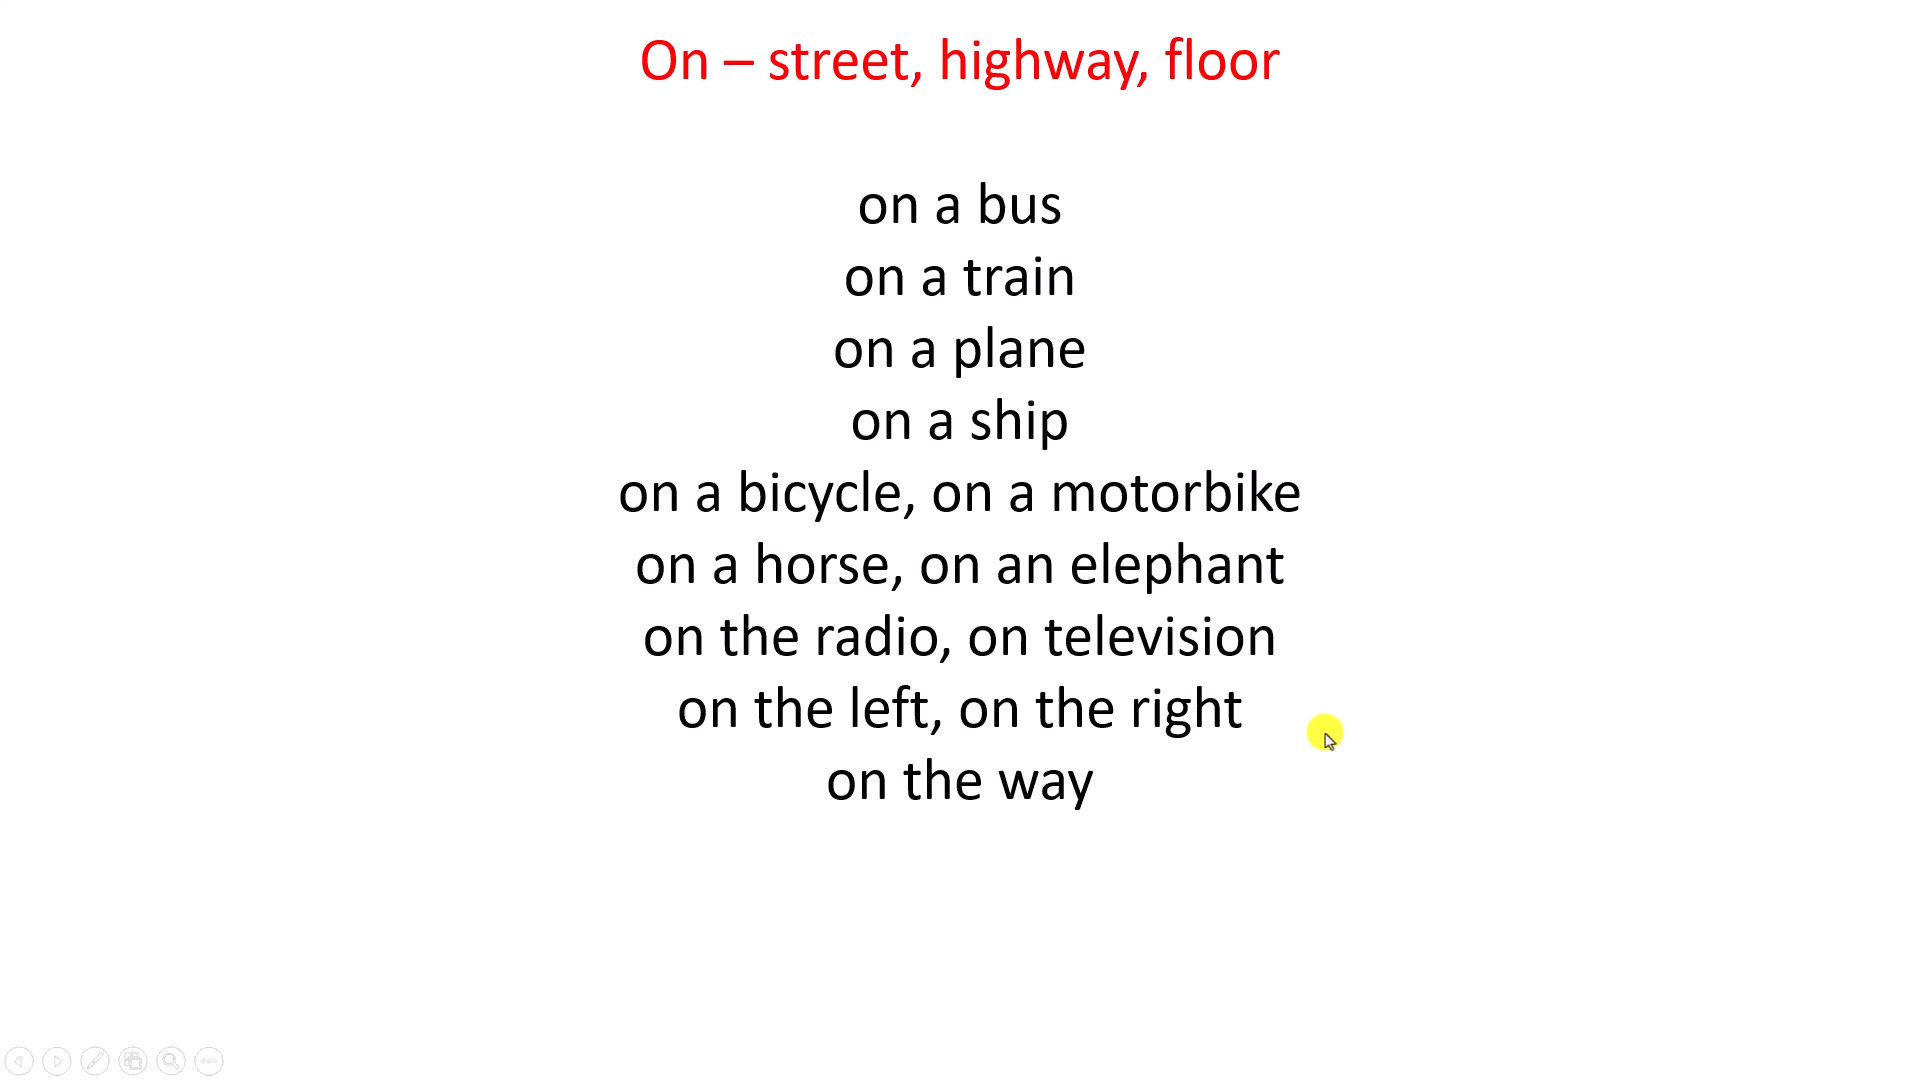 On – street, highway, floor
on a bus
on a train
on a plane
on a ship
on a bicycle, on a motorbike
on a horse, on an elephant
on the radio, on television
on the left, on the right
on the way